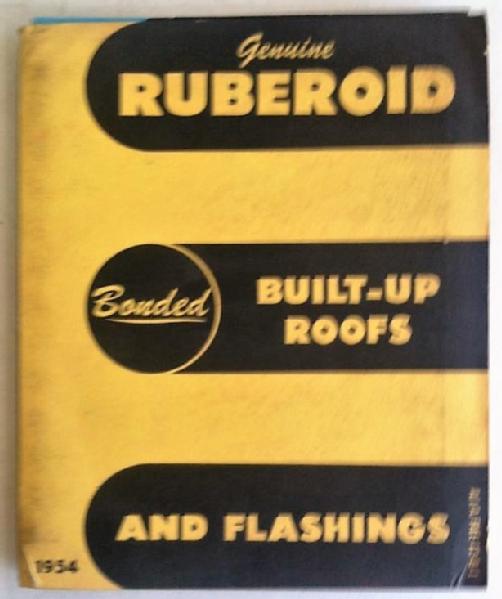 Genuine
RUBEROID
Bonded
BUILT-UP
ROOFS
AND FLASHINGS
1954